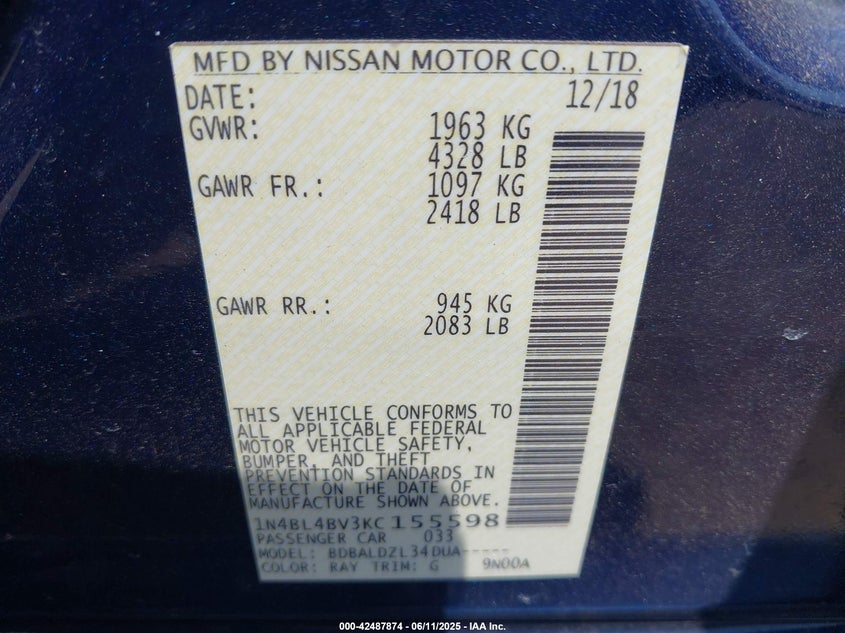 MFD BY NISSAN MOTOR CO., LTD.
DATE: 12/18
GVWR: 1963 KG
4328 LB
GAWR FR.: 1097 KG
2418 LB
GAWR RR.: 945 KG
2083 LB
THIS VEHICLE CONFORMS TO
ALL APPLICABLE FEDERAL
MOTOR VEHICLE SAFETY,
BUMPER, AND THEFT
PREVENTION STANDARDS IN
EFFECT ON THE DATE OF
MANUFACTURE SHOWN ABOVE.
1N4BL4BV3KC155598
PASSENGER CAR 033
MODEL: BDBALDZL34DUA-----
COLOR: RAY TRIM: G 9N00A
000-42487874 / 06/11/2025 - IAA Inc.